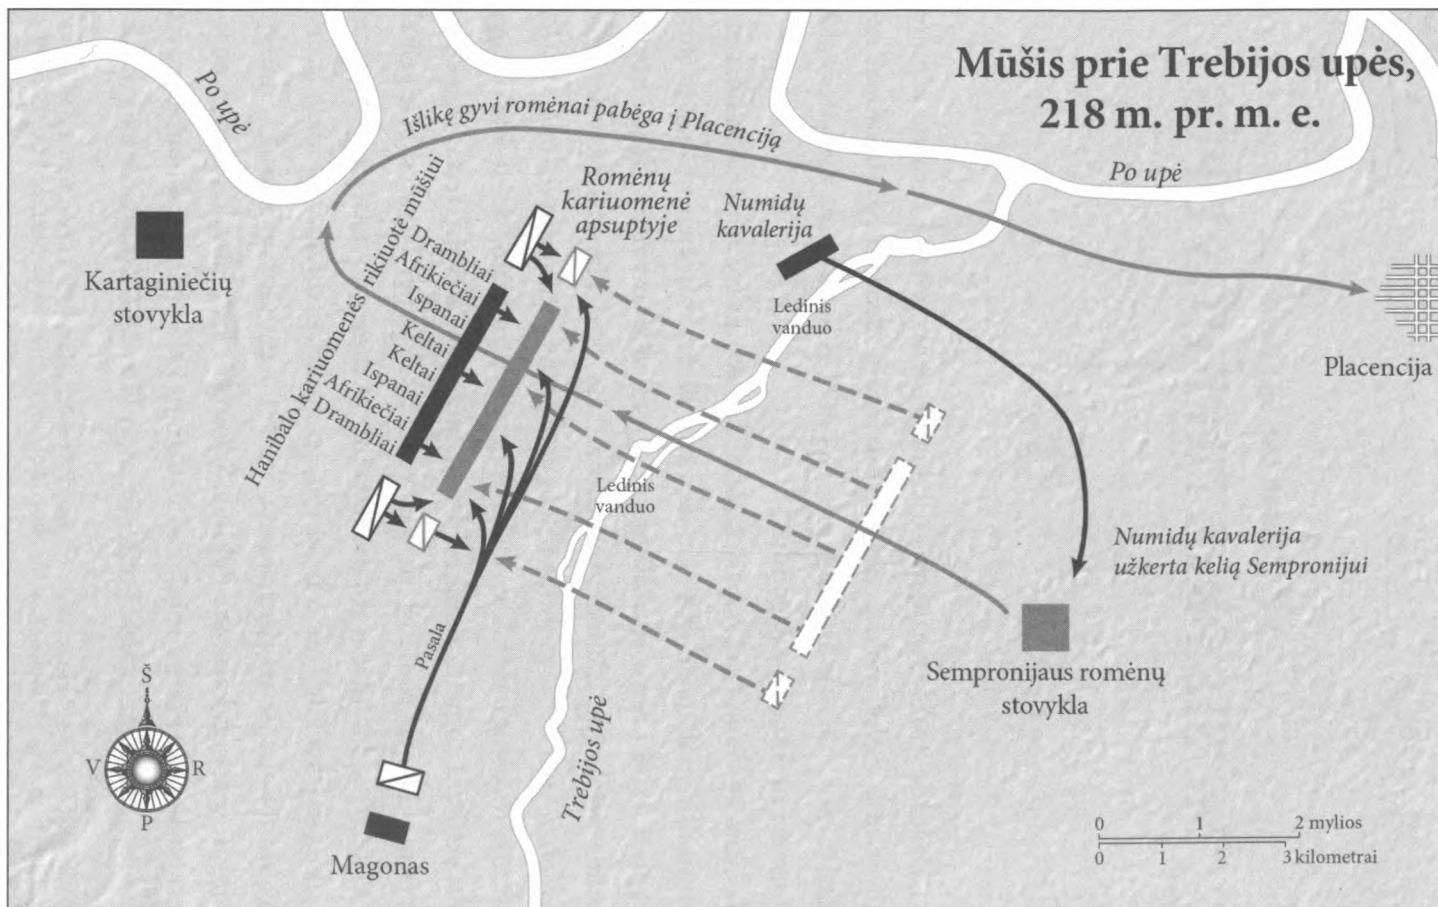 Mūšis prie Trebijos upės,
218 m. pr. m. e.
Po upė
Išlikę gyvi romėnai pabėga į Placenciją
Po upė
Romėnų
kariuomenė
apsuptyje
Numidų
kavalerija
Kartaginiečių
stovykla
Hanibalo kariuomenės rikiuotė mūšiui
Drambliai
Afrikiečiai
Ispanai
Keltai
Keltai
Ispanai
Afrikiečiai
Drambliai
Ledinis
vanduo
Placencija
Ledinis
vanduo
Numidų kavalerija
užkerta kelią Sempronijui
Pasala
Sempronijaus romėnų
stovykla
Trebijos upė
Š
V
R
P
Magonas
0 1 2 mylios
0 1 2 3 kilometrai